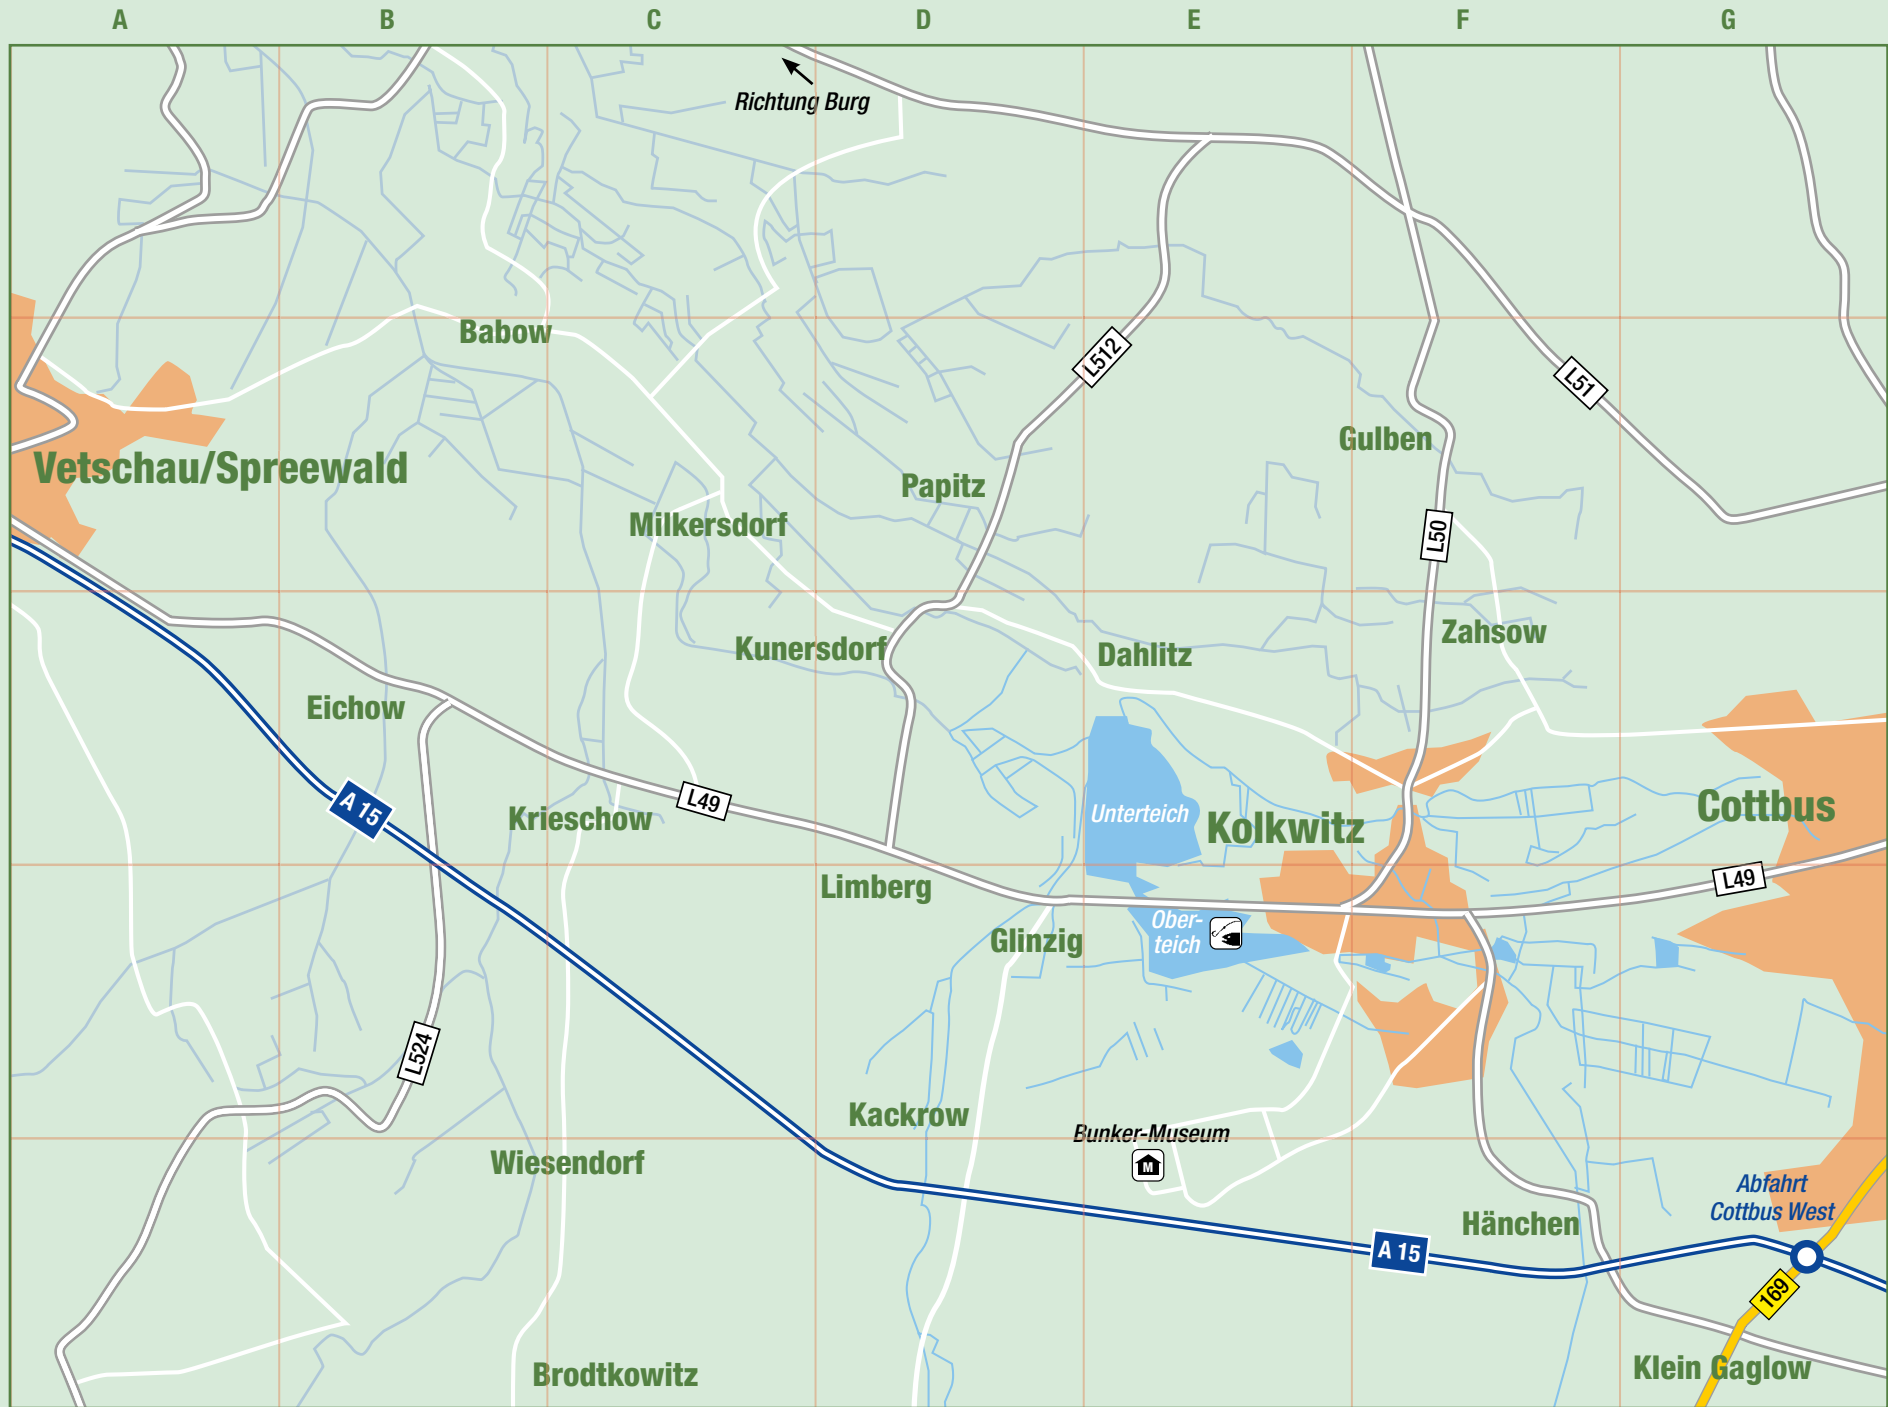 A B C D E F G
Richtung Burg
Babow
L512
L51
Gulben
Vetschau/Spreewald
Papitz
Milkersdorf
L50
Zahsow
Kunersdorf
Dahlitz
Eichow
A 15
L49
Krieschow
Unterteich
Kolkwitz
Cottbus
L49
Limberg
Ober-
teich
Glinzig
L524
Kackrow
Bunker-Museum
M
Wiesendorf
Abfahrt
Cottbus West
Hänchen
A 15
169
Klein Gaglow
Brodtkowitz